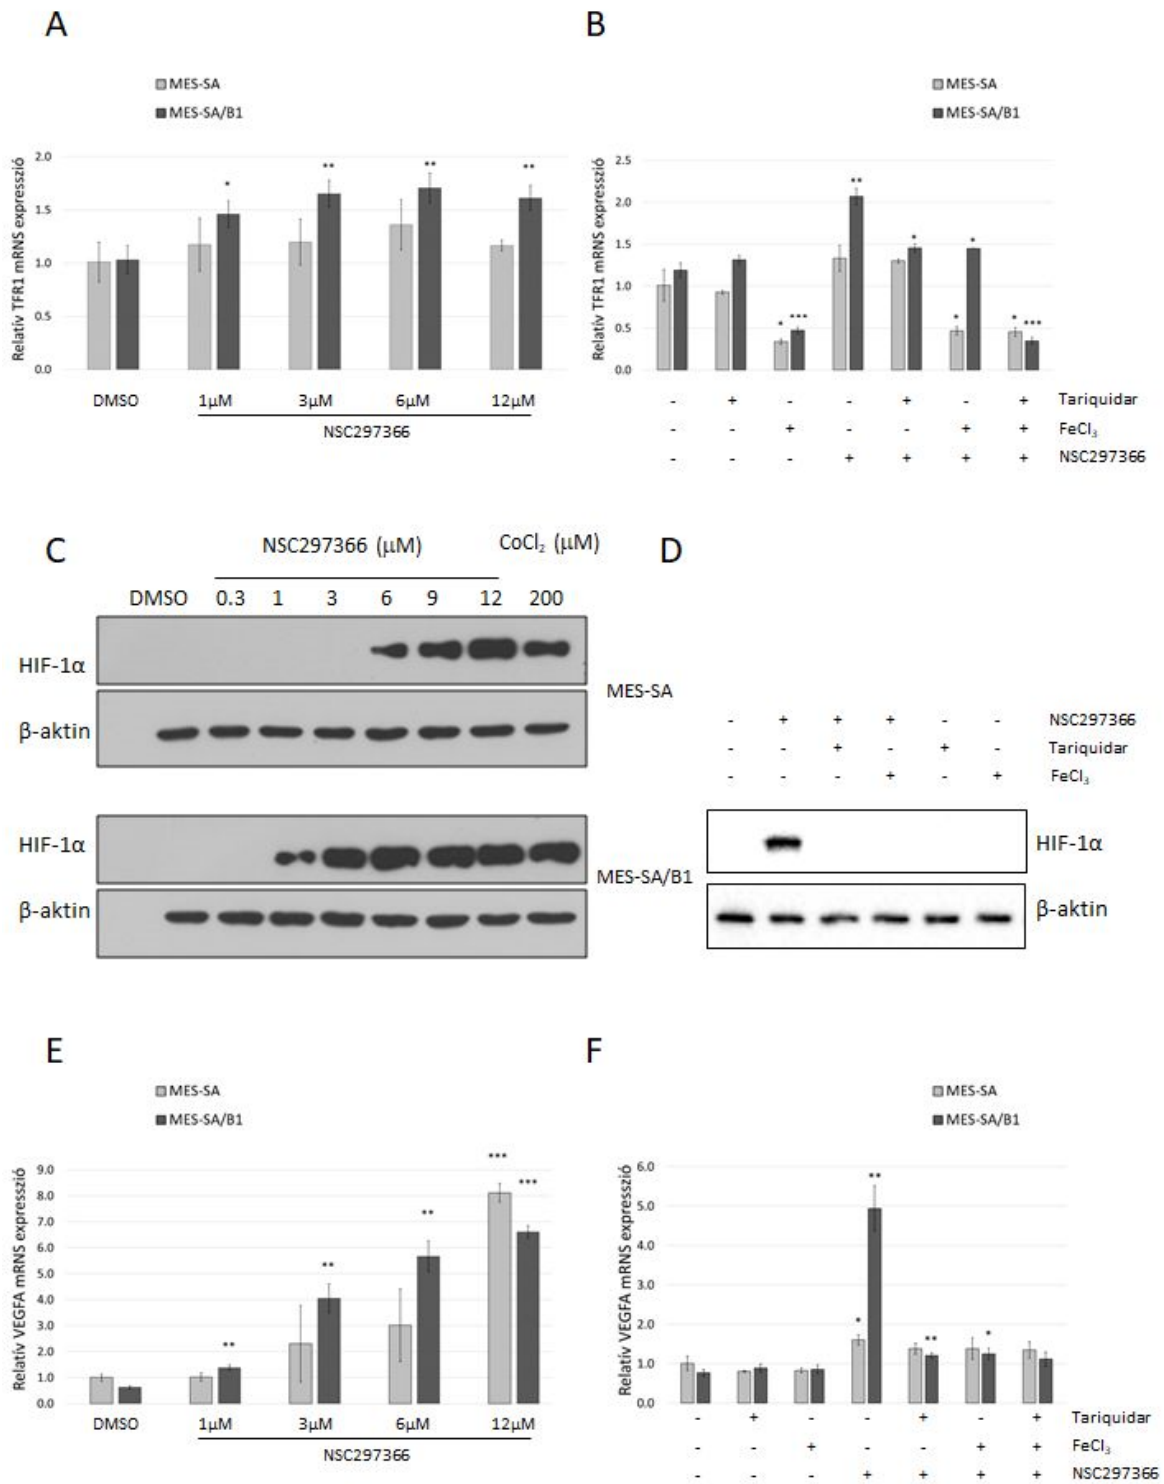 A
MES-SA
MES-SA/B1
Relatív TFR1 mRNS expresszió
2.0
1.5
1.0
0.5
0.0
* ** ** **
DMSO 1µM 3µM 6µM 12µM
NSC297366
B
MES-SA
MES-SA/B1
Relatív TFR1 mRNS expresszió
2.5
2.0
1.5
1.0
0.5
0.0
* *** ** * * * * ***
- + - - + - + Tariquidar
- - + - - + + FeCl₃
- - - + + + + NSC297366
C
NSC297366 (µM) CoCl₂ (µM)
DMSO 0.3 1 3 6 9 12 200
HIF-1α
β-aktin
MES-SA
HIF-1α
β-aktin
MES-SA/B1
D
- + + + - - NSC297366
- - + - + - Tariquidar
- - - + - + FeCl₃
HIF-1α
β-aktin
E
MES-SA
MES-SA/B1
Relatív VEGFA mRNS expresszió
9.0
8.0
7.0
6.0
5.0
4.0
3.0
2.0
1.0
0.0
** ** ** *** ***
DMSO 1µM 3µM 6µM 12µM
NSC297366
F
MES-SA
MES-SA/B1
Relatív VEGFA mRNS expresszió
6.0
5.0
4.0
3.0
2.0
1.0
0.0
* ** ** *
- + - - + - + Tariquidar
- - + - - + + FeCl₃
- - - + + + + NSC297366